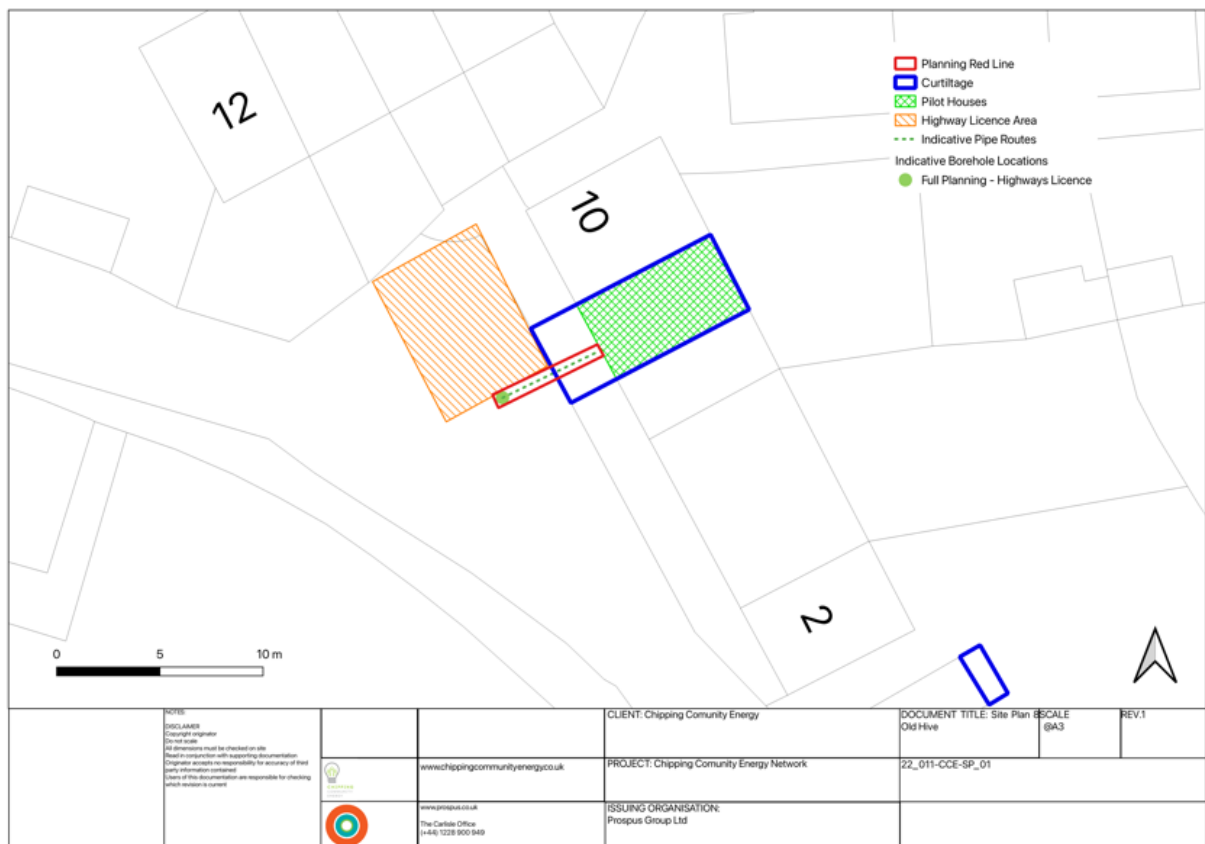 12
10
2
Planning Red Line
Curtiltage
Pilot Houses
Highway Licence Area
Indicative Pipe Routes
Indicative Borehole Locations
Full Planning - Highways Licence
0 5 10 m
NOTES:
DISCLAIMER
Copyright originator
Do not scale
All dimensions must be checked on site
Read in conjunction with supporting documentation
Originator accepts no responsibility for accuracy of third
party information contained
Users of this documentation are responsible for checking
which revision is current
CHIPPING
COMMUNITY
ENERGY
www.chippingcommunityenergy.co.uk
www.prospus.co.uk
The Carlisle Office
(+44) 1228 900 949
CLIENT: Chipping Comunity Energy
PROJECT: Chipping Comunity Energy Network
ISSUING ORGANISATION:
Prospus Group Ltd
DOCUMENT TITLE: Site Plan 8
Old Hive
SCALE
@A3
REV.1
22_011-CCE-SP_01